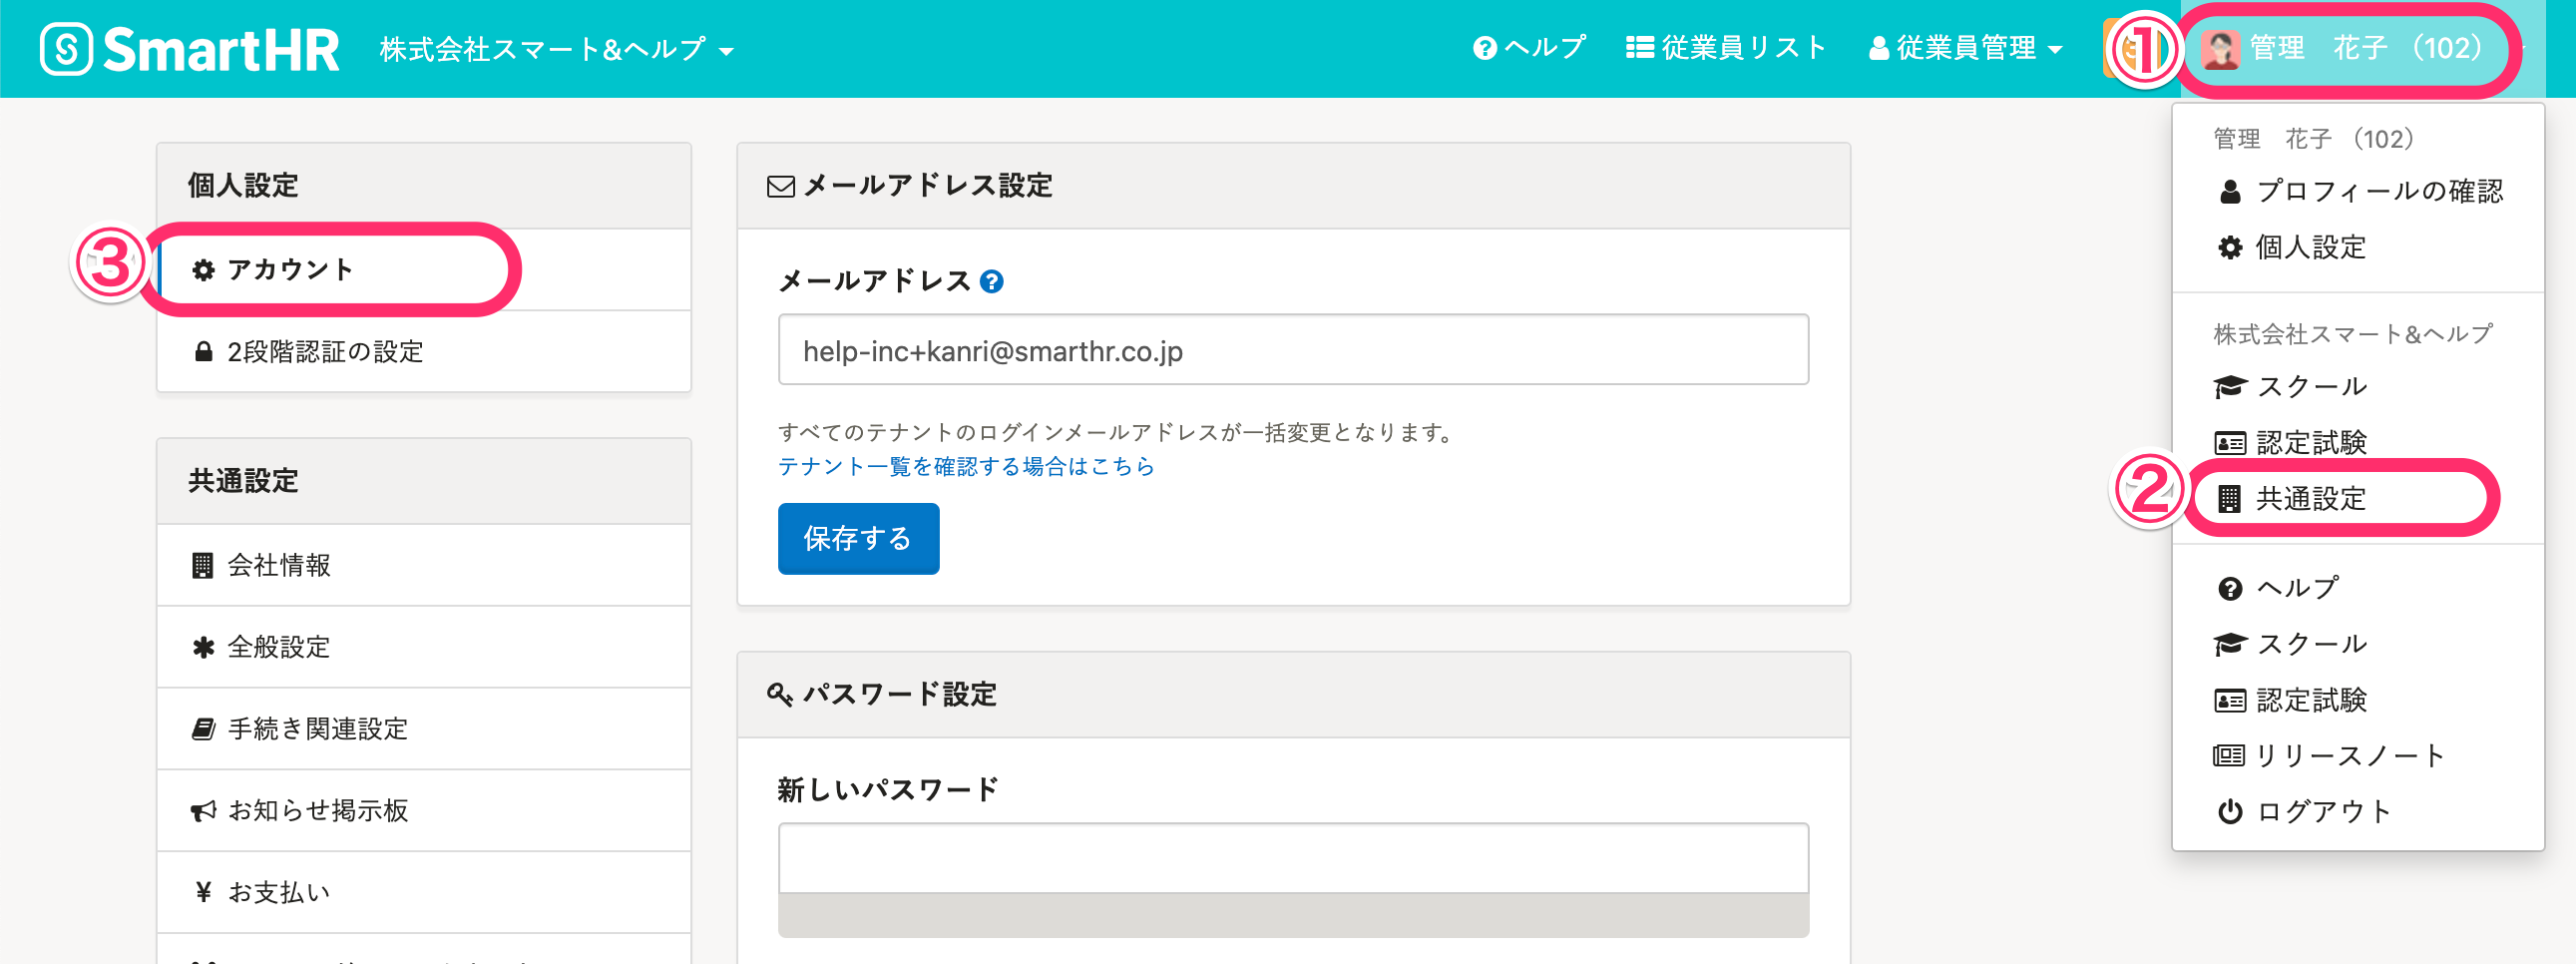 SmartHR 株式会社スマート&ヘルプ ヘルプ 従業員リスト 従業員管理 ① 管理 花子 (102)
個人設定
③ アカウント
2段階認証の設定
共通設定
会社情報
全般設定
手続き関連設定
お知らせ掲示板
¥ お支払い
メールアドレス設定
メールアドレス ?
help-inc+kanri@smarthr.co.jp
すべてのテナントのログインメールアドレスが一括変更となります。
テナント一覧を確認する場合はこちら
保存する
パスワード設定
新しいパスワード
管理 花子 (102)
プロフィールの確認
個人設定
株式会社スマート&ヘルプ
スクール
認定試験
② 共通設定
ヘルプ
スクール
認定試験
リリースノート
ログアウト